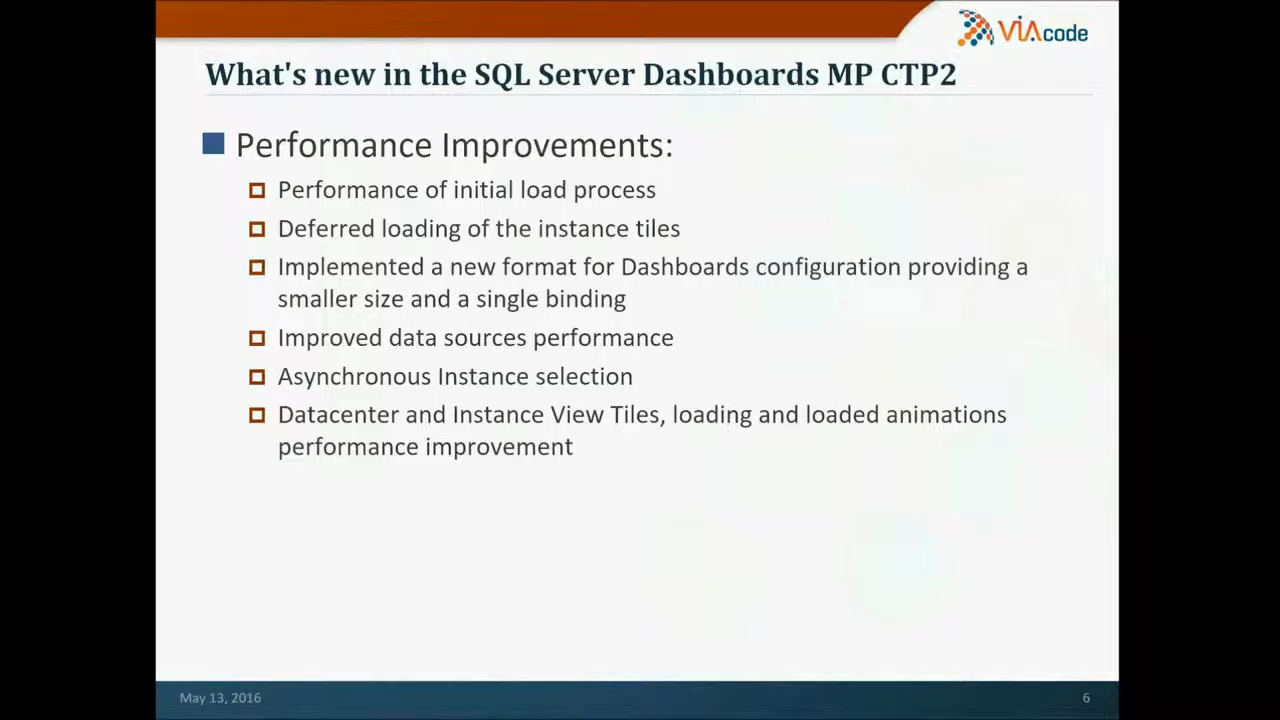 VIAcode
What's new in the SQL Server Dashboards MP CTP2
Performance Improvements:
Performance of initial load process
Deferred loading of the instance tiles
Implemented a new format for Dashboards configuration providing a
smaller size and a single binding
Improved data sources performance
Asynchronous Instance selection
Datacenter and Instance View Tiles, loading and loaded animations
performance improvement
May 13, 2016
6